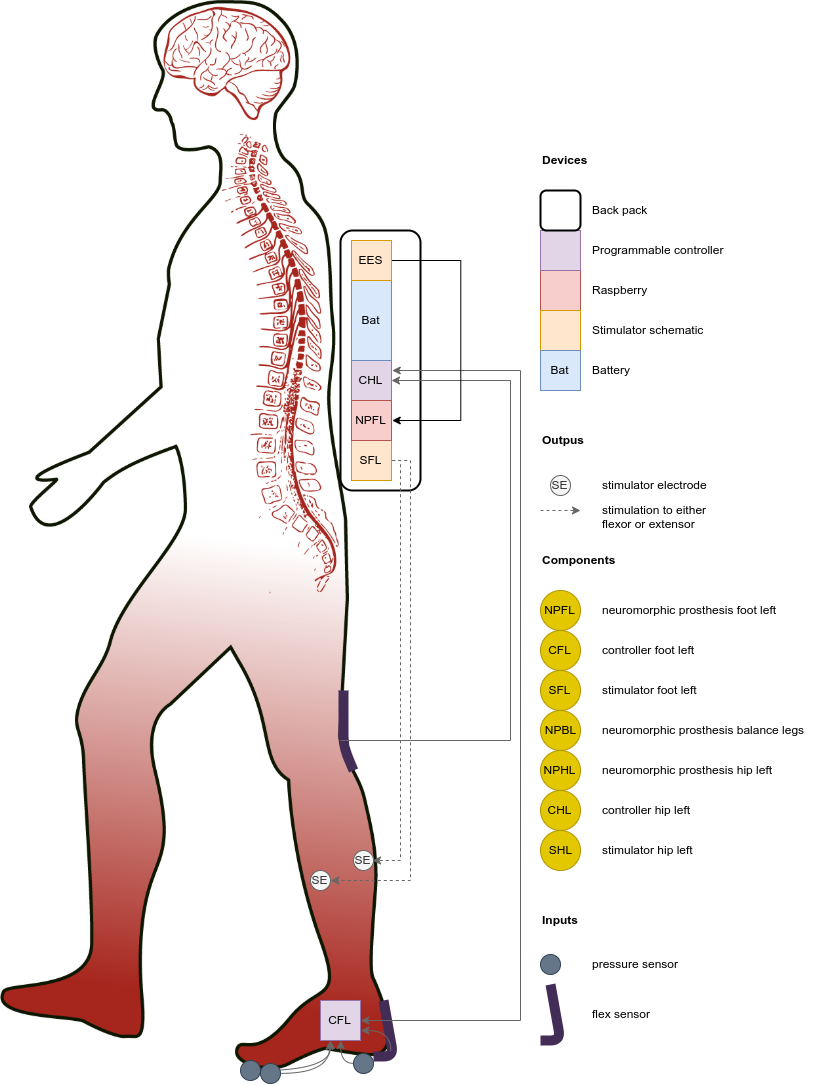 EES
Bat
CHL
NPFL
SFL
SE
SE
CFL
Devices
Back pack
Programmable controller
Raspberry
Stimulator schematic
Bat
Battery
Outpus
SE
stimulator electrode
stimulation to either
flexor or extensor
Components
NPFL
neuromorphic prosthesis foot left
CFL
controller foot left
SFL
stimulator foot left
NPBL
neuromorphic prosthesis balance legs
NPHL
neuromorphic prosthesis hip left
CHL
controller hip left
SHL
stimulator hip left
Inputs
pressure sensor
flex sensor